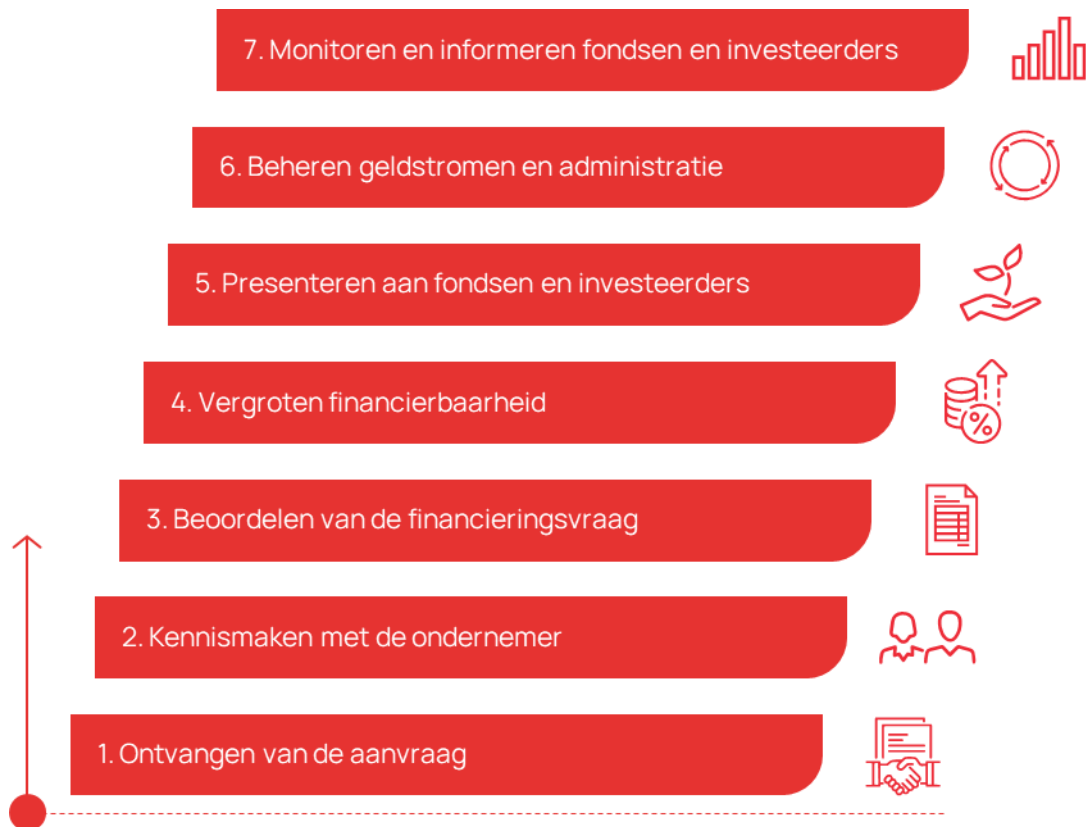 7. Monitoren en informeren fondsen en investeerders
6. Beheren geldstromen en administratie
5. Presenteren aan fondsen en investeerders
4. Vergroten financierbaarheid
3. Beoordelen van de financieringsvraag
2. Kennismaken met de ondernemer
1. Ontvangen van de aanvraag
%